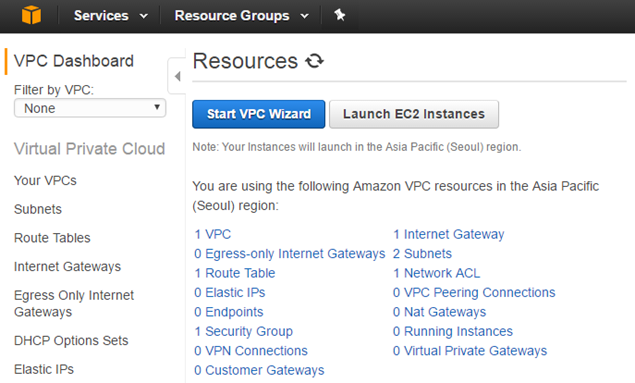 Services Resource Groups
VPC Dashboard
Filter by VPC:
None
Virtual Private Cloud
Your VPCs
Subnets
Route Tables
Internet Gateways
Egress Only Internet
Gateways
DHCP Options Sets
Elastic IPs
Resources
Start VPC Wizard Launch EC2 Instances
Note: Your Instances will launch in the Asia Pacific (Seoul) region.
You are using the following Amazon VPC resources in the Asia Pacific
(Seoul) region:
1 VPC 1 Internet Gateway
0 Egress-only Internet Gateways 2 Subnets
1 Route Table 1 Network ACL
0 Elastic IPs 0 VPC Peering Connections
0 Endpoints 0 Nat Gateways
1 Security Group 0 Running Instances
0 VPN Connections 0 Virtual Private Gateways
0 Customer Gateways